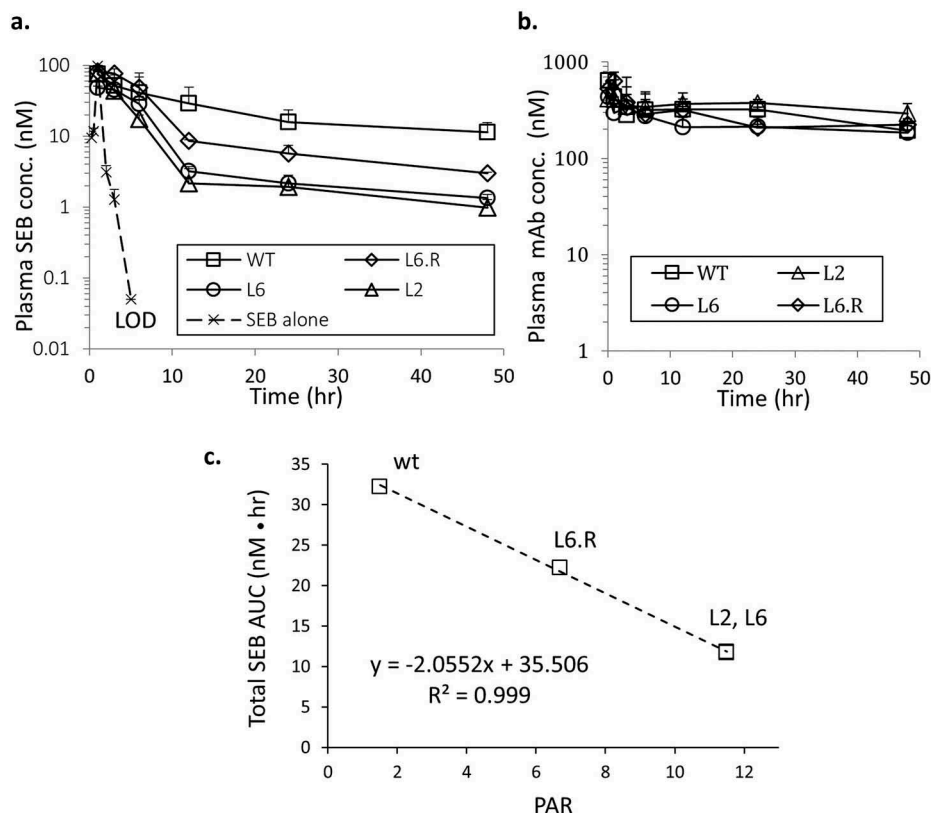 a.
Plasma SEB conc. (nM)
100
10
1
0.1
0.01
LOD
WT
L6.R
L6
L2
SEB alone
0 10 20 30 40 50
Time (hr)
b.
Plasma mAb conc. (nM)
1000
100
10
1
WT
L2
L6
L6.R
0 10 20 30 40 50
Time (hr)
c.
Total SEB AUC (nM • hr)
35
30
25
20
15
10
5
0
wt
L6.R
L2, L6
y = -2.0552x + 35.506
R² = 0.999
0 2 4 6 8 10 12
PAR